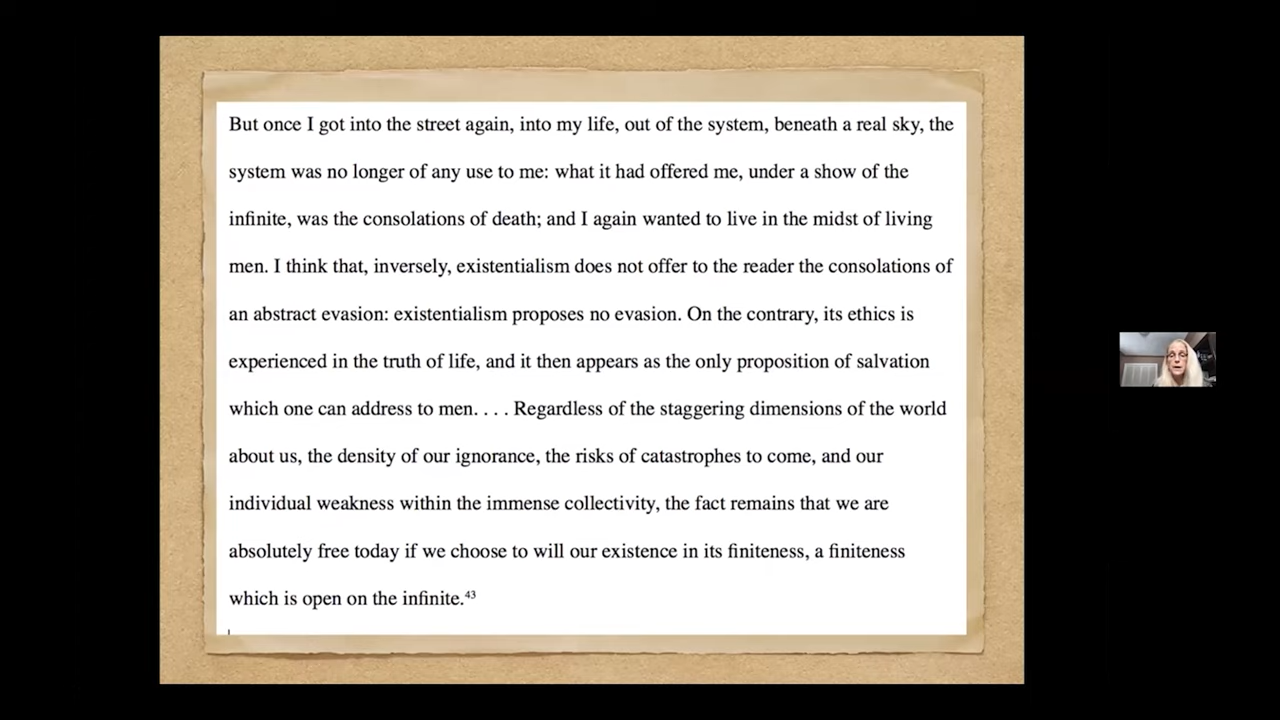 But once I got into the street again, into my life, out of the system, beneath a real sky, the
system was no longer of any use to me: what it had offered me, under a show of the
infinite, was the consolations of death; and I again wanted to live in the midst of living
men. I think that, inversely, existentialism does not offer to the reader the consolations of
an abstract evasion: existentialism proposes no evasion. On the contrary, its ethics is
experienced in the truth of life, and it then appears as the only proposition of salvation
which one can address to men. . . . Regardless of the staggering dimensions of the world
about us, the density of our ignorance, the risks of catastrophes to come, and our
individual weakness within the immense collectivity, the fact remains that we are
absolutely free today if we choose to will our existence in its finiteness, a finiteness
which is open on the infinite.⁴³